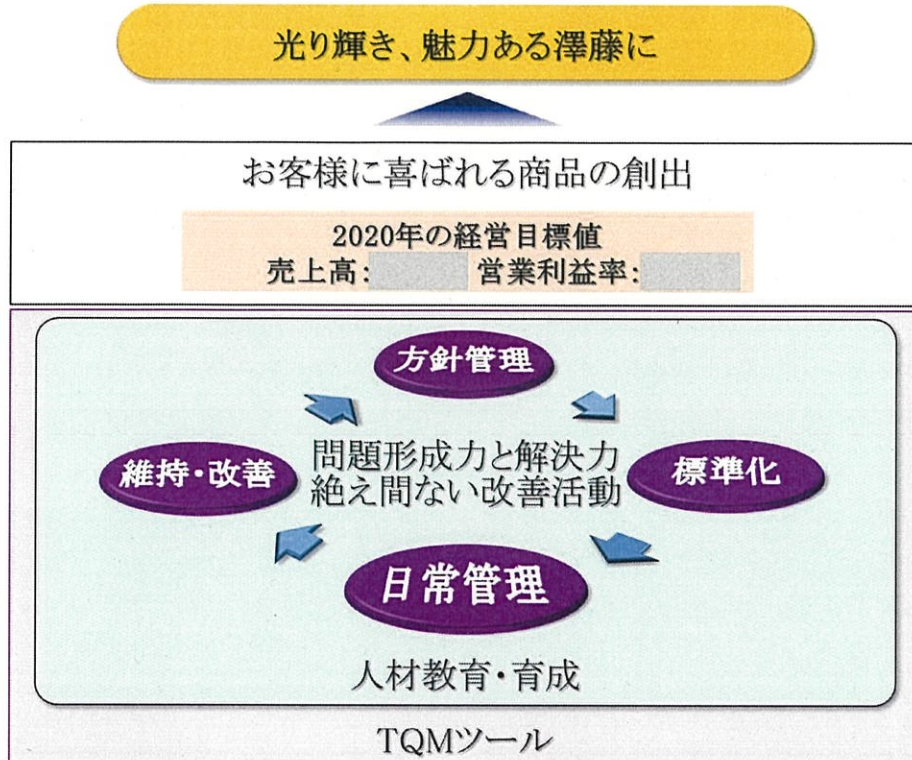 光り輝き、魅力ある澤藤に
お客様に喜ばれる商品の創出
2020年の経営目標値
売上高: 営業利益率:
方針管理
維持・改善
問題形成力と解決力
絶え間ない改善活動
標準化
日常管理
人材教育・育成
TQMツール